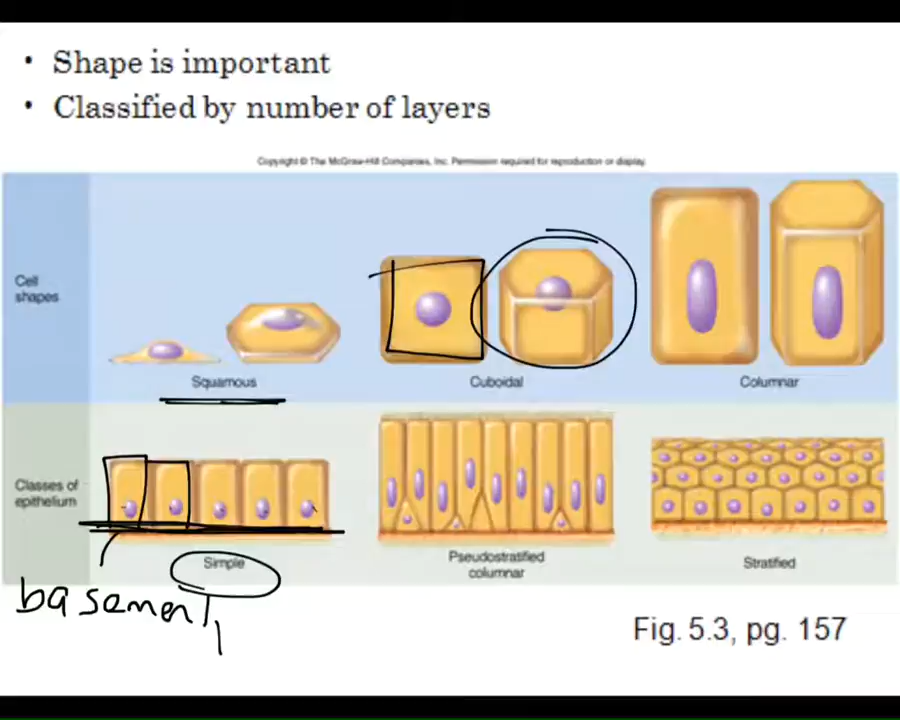 • Shape is important
• Classified by number of layers
Copyright © The McGraw-Hill Companies, Inc. Permission required for reproduction or display.
Cell
shapes
Squamous
Cuboidal
Columnar
Classes of
epithelium
Simple
Pseudostratified
columnar
Stratified
basement
Fig. 5.3, pg. 157